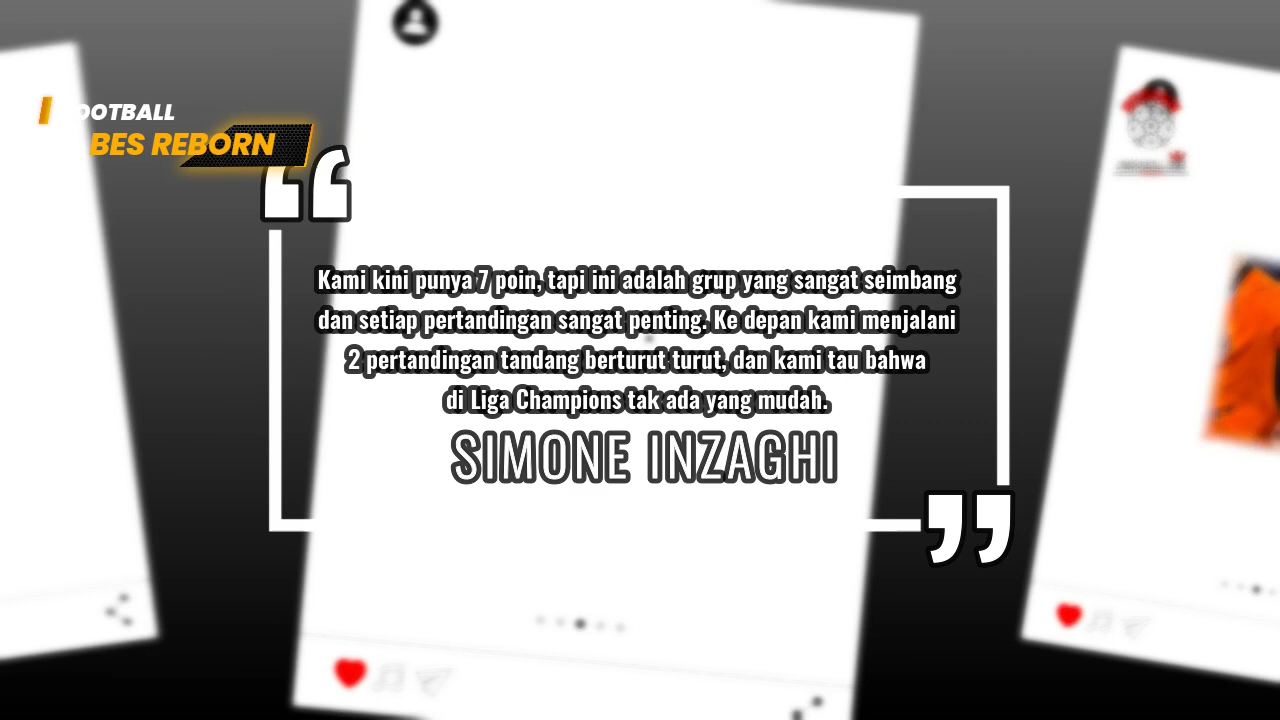 OOTBALL
BES REBORN
Kami kini punya 7 poin, tapi ini adalah grup yang sangat seimbang
dan setiap pertandingan sangat penting. Ke depan kami menjalani
2 pertandingan tandang berturut turut, dan kami tau bahwa
di Liga Champions tak ada yang mudah.
SIMONE INZAGHI